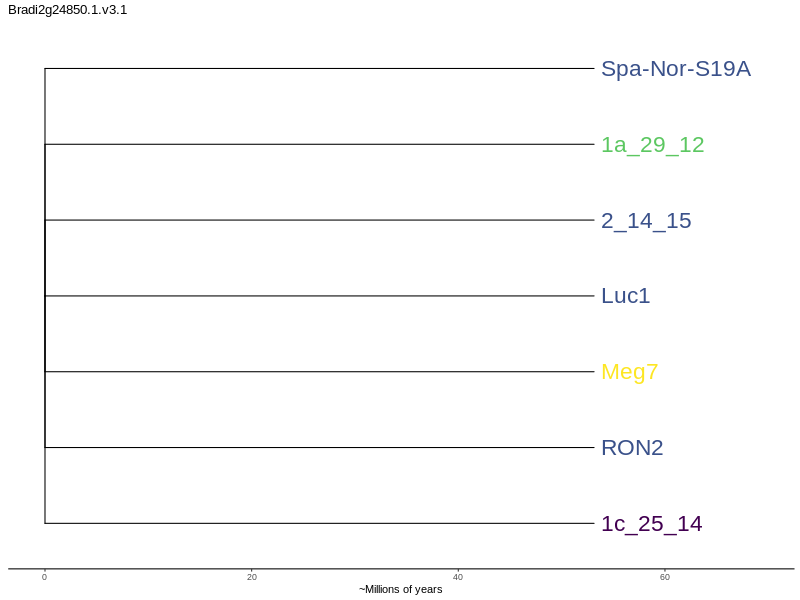 Bradi2g24850.1.v3.1
Spa-Nor-S19A
1a_29_12
2_14_15
Luc1
Meg7
RON2
1c_25_14
0 20 40 60
~Millions of years